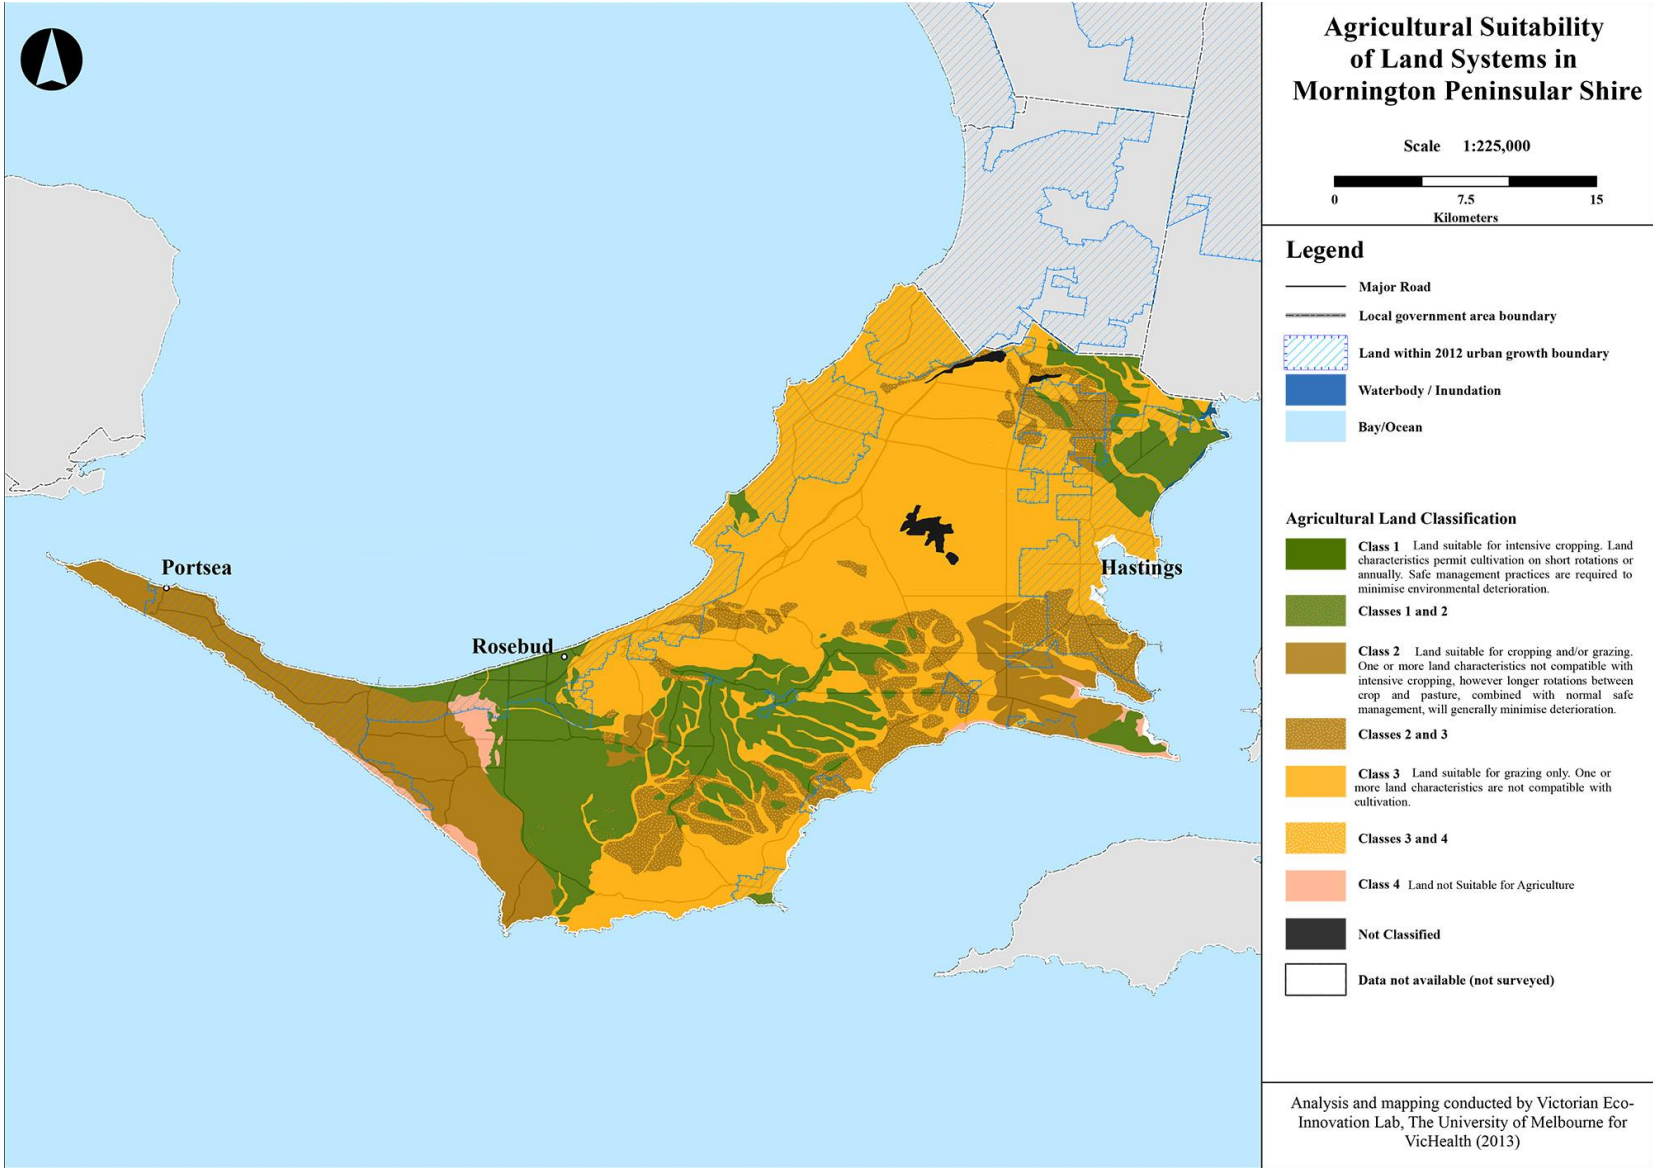 Agricultural Suitability
of Land Systems in
Mornington Peninsular Shire
Scale 1:225,000
0 7.5 15
Kilometers
Legend
Major Road
Local government area boundary
Land within 2012 urban growth boundary
Waterbody / Inundation
Bay/Ocean
Agricultural Land Classification
Class 1 Land suitable for intensive cropping. Land
characteristics permit cultivation on short rotations or
annually. Safe management practices are required to
minimise environmental deterioration.
Classes 1 and 2
Class 2 Land suitable for cropping and/or grazing.
One or more land characteristics not compatible with
intensive cropping, however longer rotations between
crop and pasture, combined with normal safe
management, will generally minimise deterioration.
Classes 2 and 3
Class 3 Land suitable for grazing only. One or
more land characteristics are not compatible with
cultivation.
Classes 3 and 4
Class 4 Land not Suitable for Agriculture
Not Classified
Data not available (not surveyed)
Analysis and mapping conducted by Victorian Eco-
Innovation Lab, The University of Melbourne for
VicHealth (2013)
Portsea
Hastings
Rosebud